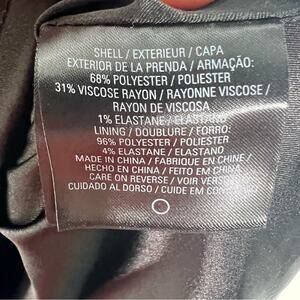 SHELL / EXTERIEUR / CAPA
EXTERIOR DE LA PRENDA / ARMAÇÃO:
68% POLYESTER / POLIESTER
31% VISCOSE RAYON / RAYONNE VISCOSE /
RAYON DE VISCOSA
1% ELASTANE / ELASTANO
LINING / DOUBLURE / FORRO:
96% POLYESTER / POLIESTER
4% ELASTANE / ELASTANO
MADE IN CHINA / FABRIQUE EN CHINE /
HECHO EN CHINA / FEITO EM CHINA
CARE ON REVERSE / VOIR VERSO
CUIDADO AL DORSO / CUIDE EM